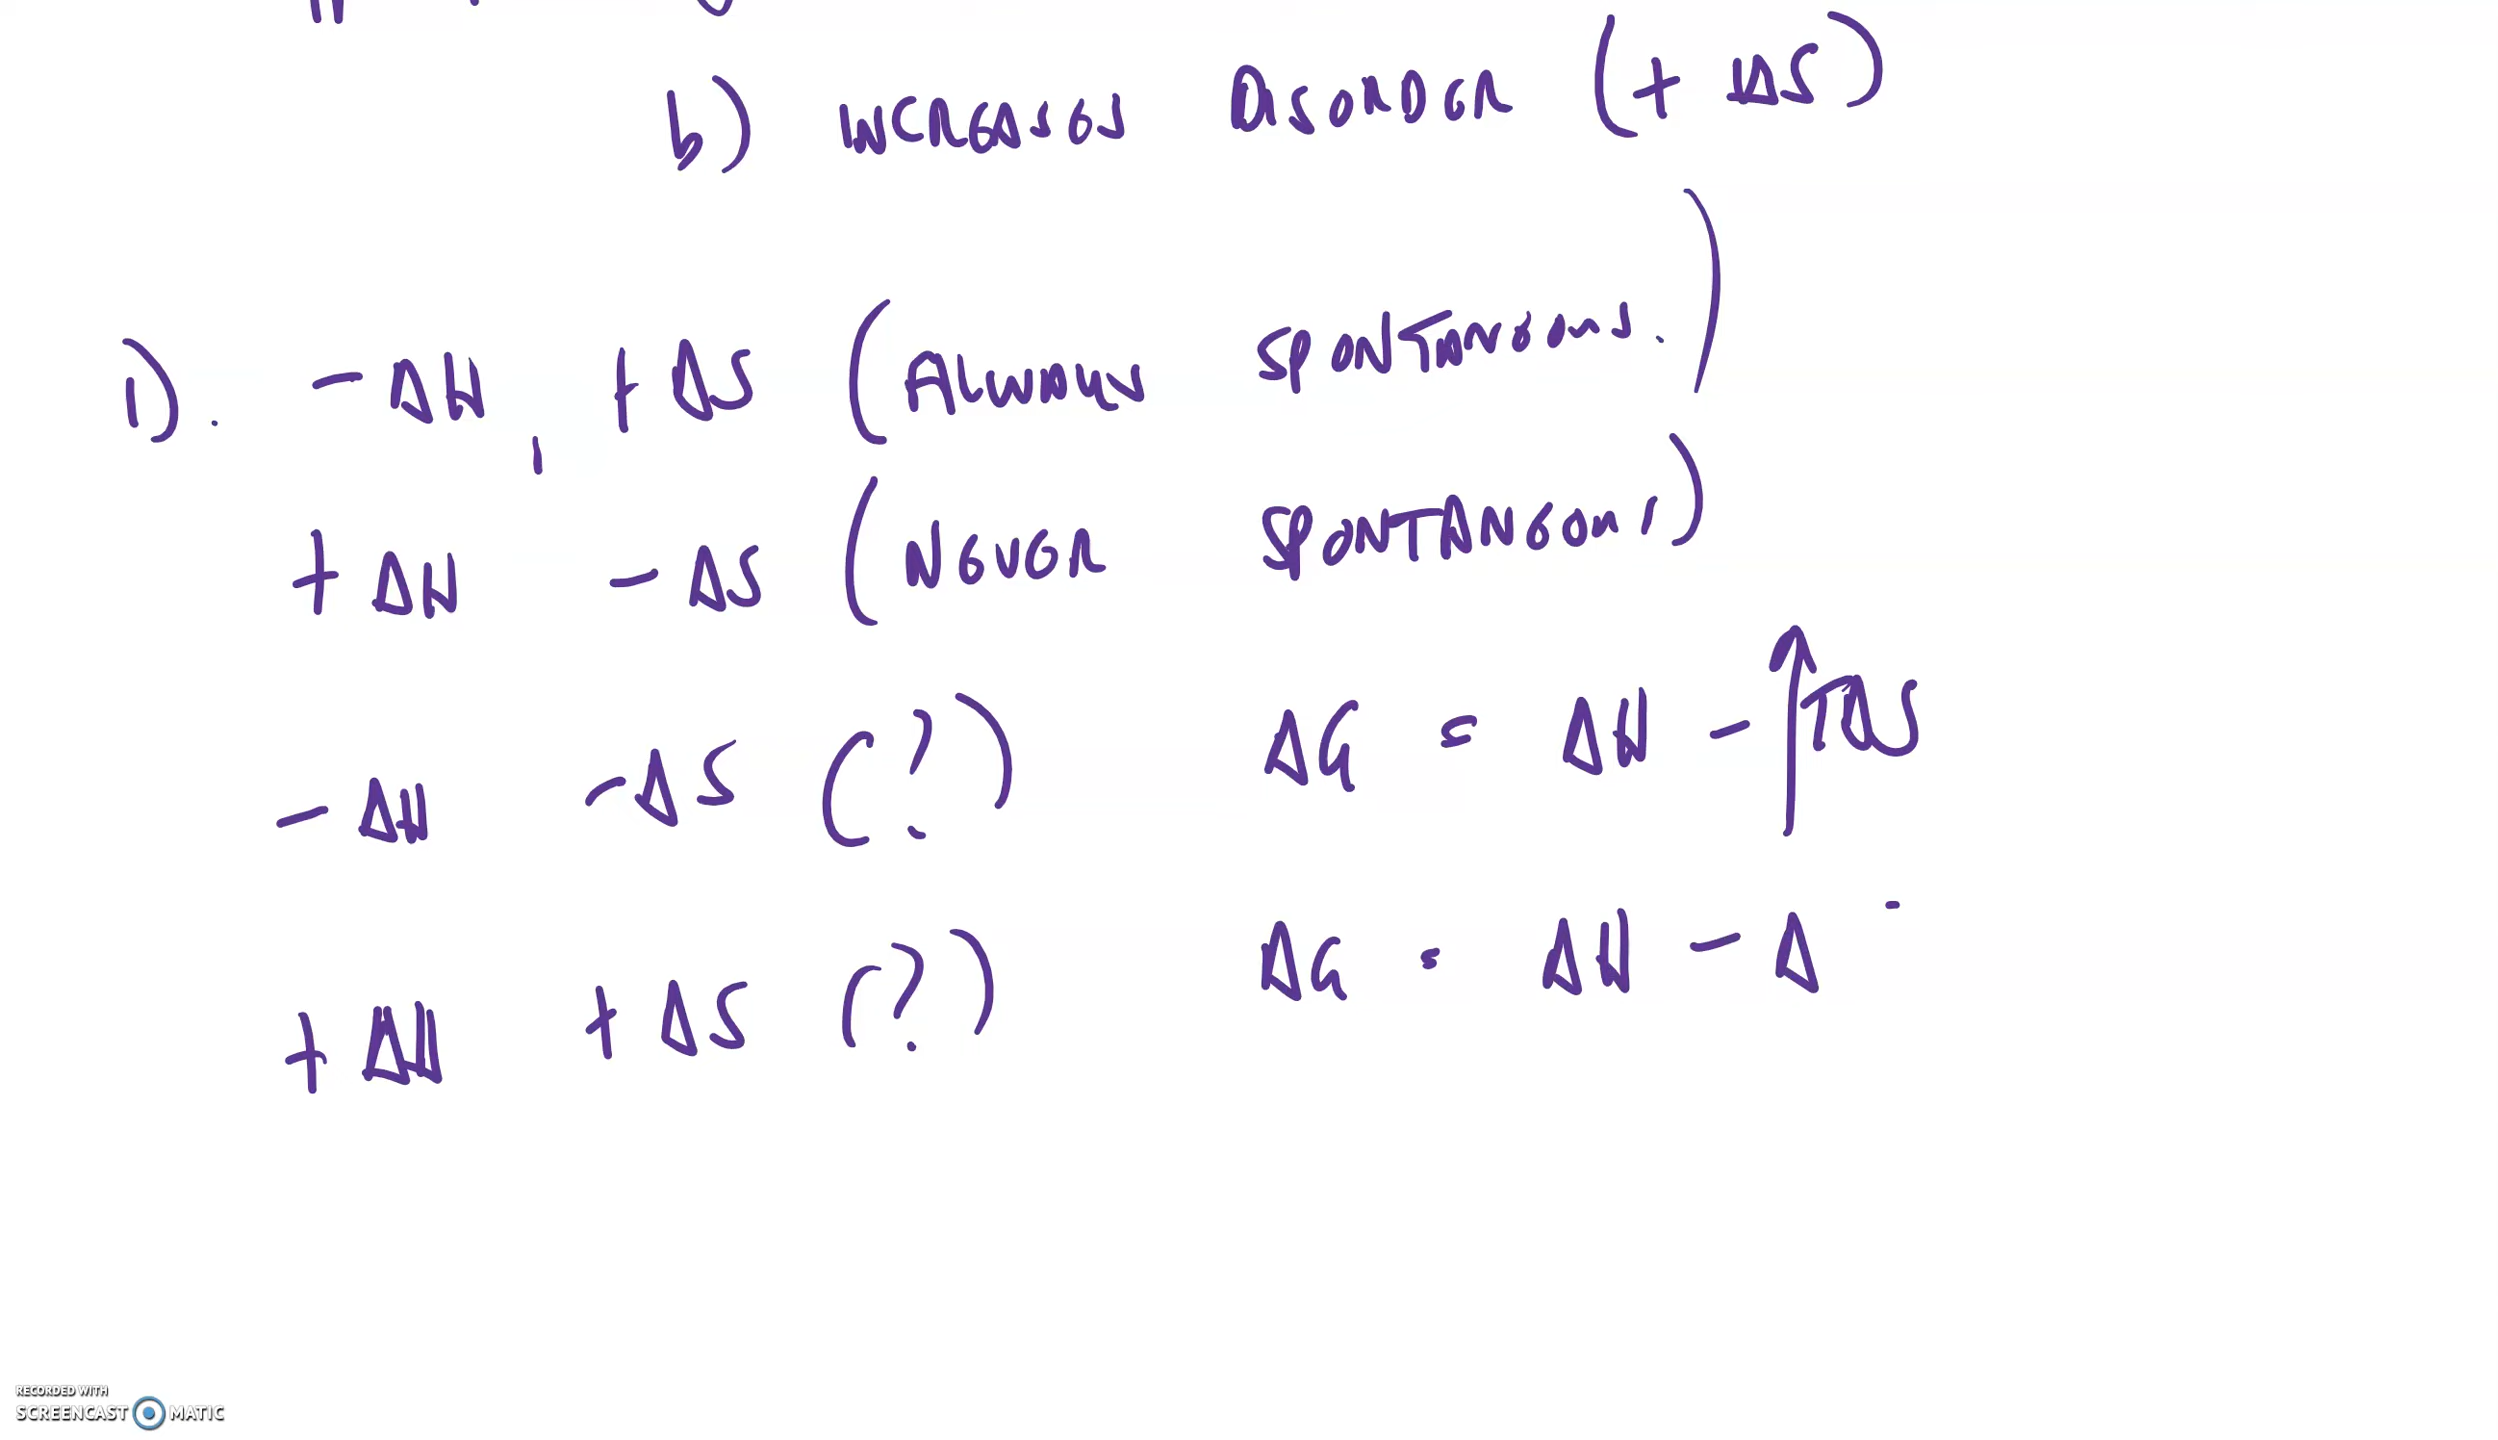 b) INCREASES DISORDER (+ ΔS)
1). - ΔH, + ΔS (ALWAYS SPONTANEOUS.)
+ ΔH - ΔS (NEVER SPONTANEOUS)
- ΔH - ΔS (?) ΔG = ΔH - TΔS
+ ΔH + ΔS (?) ΔG = ΔH - Δ
RECORDED WITH
SCREENCAST MATIC